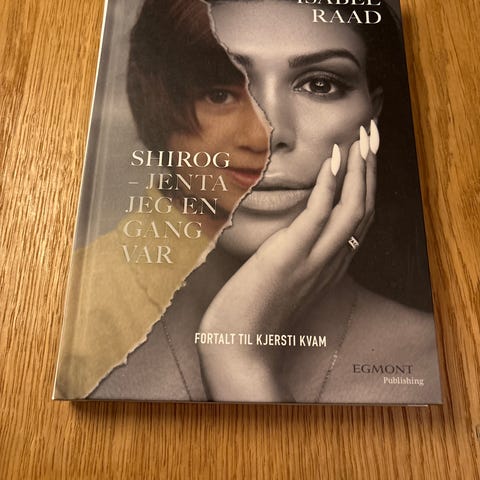 ISABEL
RAAD
SHIROG
– JENTA
JEG EN
GANG
VAR
FORTALT TIL KJERSTI KVAM
EGMONT
Publishing